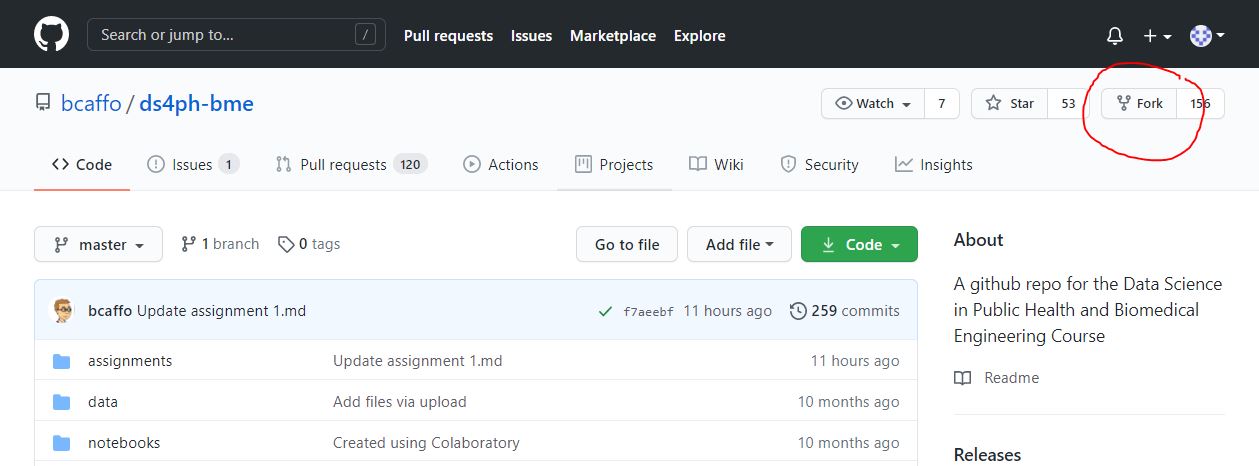 Search or jump to... / Pull requests Issues Marketplace Explore
bcaffo / ds4ph-bme Watch 7 Star 53 Fork 156
Code Issues 1 Pull requests 120 Actions Projects Wiki Security Insights
master 1 branch 0 tags Go to file Add file Code
About
A github repo for the Data Science
in Public Health and Biomedical
Engineering Course
Readme
Releases
bcaffo Update assignment 1.md f7aeebf 11 hours ago 259 commits
assignments Update assignment 1.md 11 hours ago
data Add files via upload 10 months ago
notebooks Created using Colaboratory 10 months ago